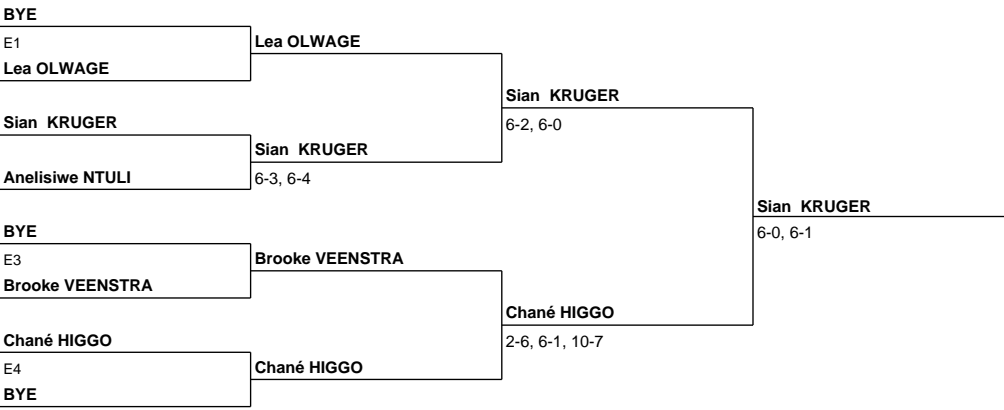 BYE
E1
Lea OLWAGE
Lea OLWAGE
Sian KRUGER
6-2, 6-0
Sian KRUGER
Sian KRUGER
6-3, 6-4
Anelisiwe NTULI
Sian KRUGER
6-0, 6-1
BYE
E3
Brooke VEENSTRA
Brooke VEENSTRA
Chané HIGGO
2-6, 6-1, 10-7
Chané HIGGO
E4
Chané HIGGO
BYE